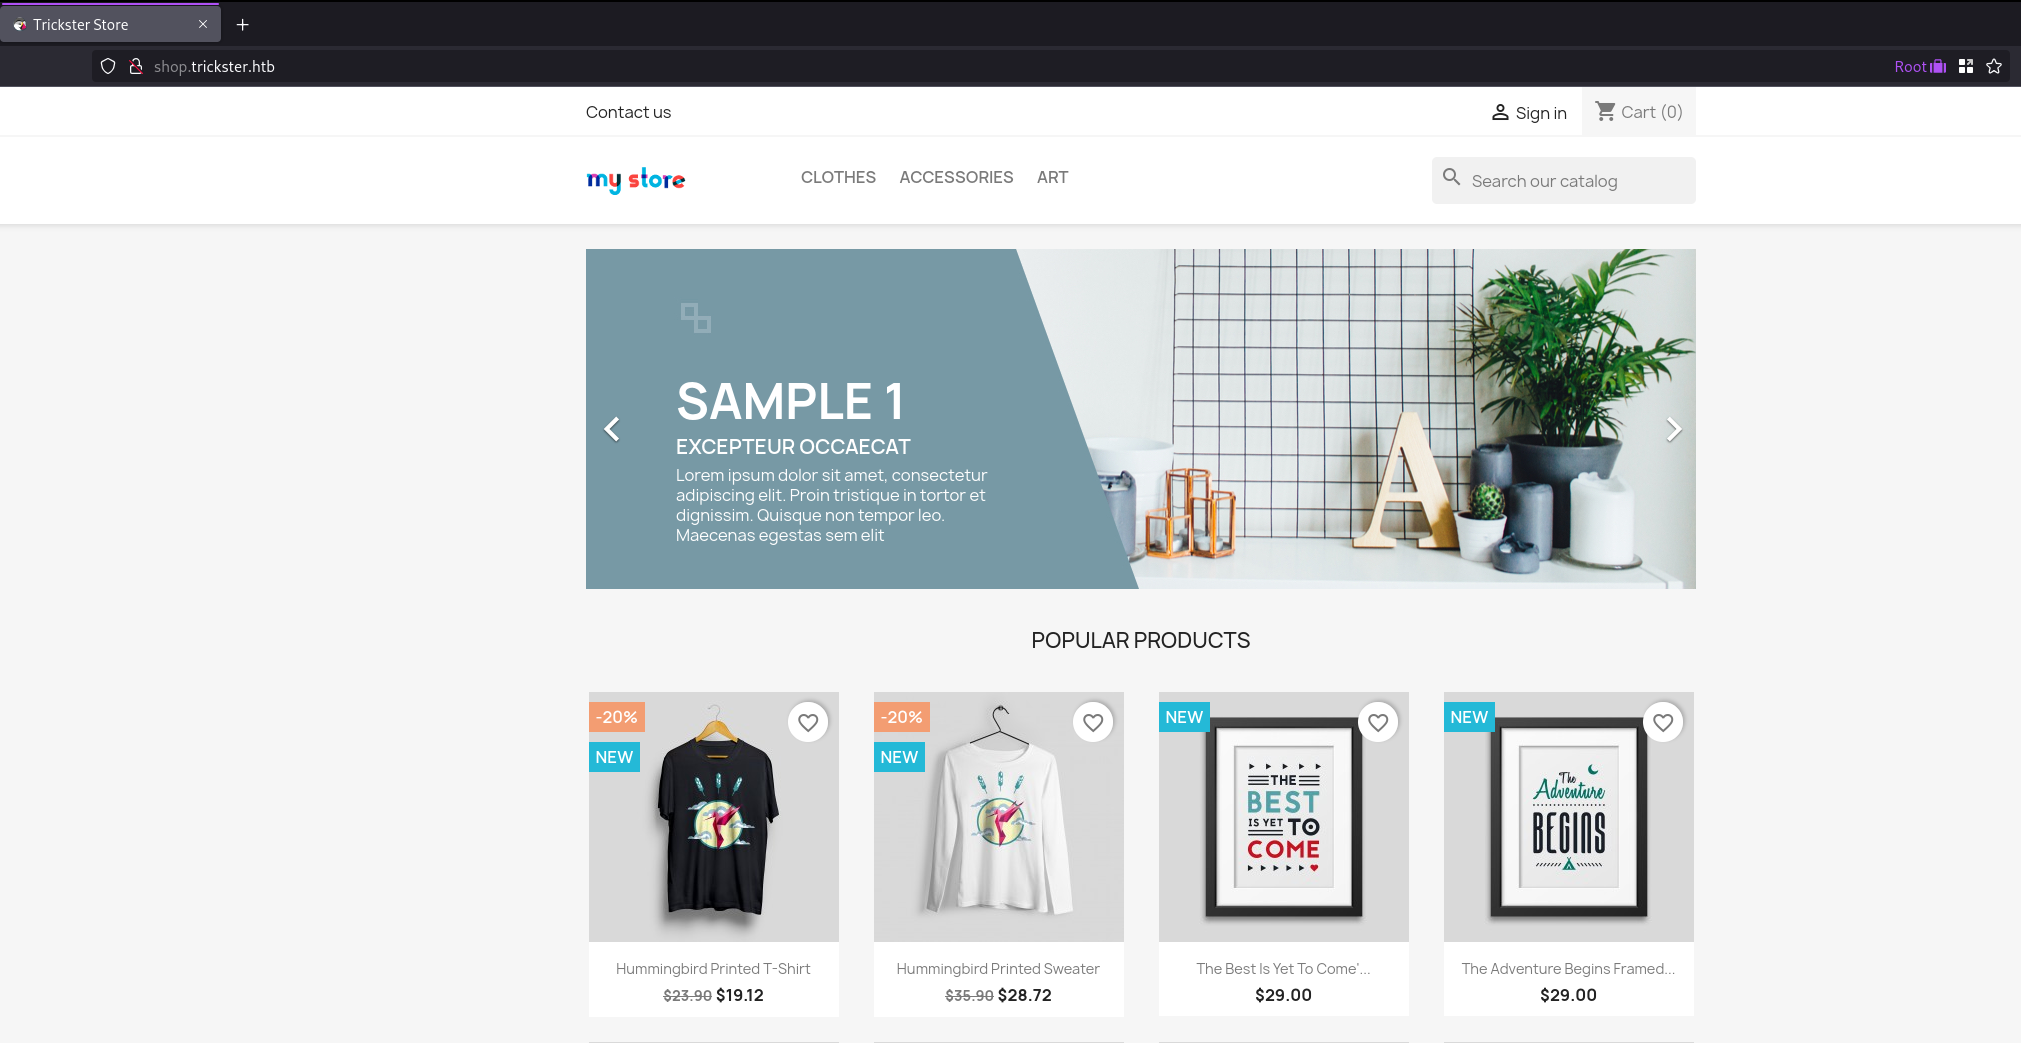 Trickster Store
shop.trickster.htb
Root
Contact us
Sign in
Cart (0)
my store
CLOTHES ACCESSORIES ART
Search our catalog
SAMPLE 1
EXCEPTEUR OCCAECAT
Lorem ipsum dolor sit amet, consectetur
adipiscing elit. Proin tristique in tortor et
dignissim. Quisque non tempor leo.
Maecenas egestas sem elit
A
POPULAR PRODUCTS
-20%
NEW
Hummingbird Printed T-Shirt
$23.90 $19.12
-20%
NEW
Hummingbird Printed Sweater
$35.90 $28.72
NEW
THE
BEST
IS YET TO
COME
The Best Is Yet To Come'...
$29.00
NEW
The
Adventure
BEGINS
The Adventure Begins Framed...
$29.00